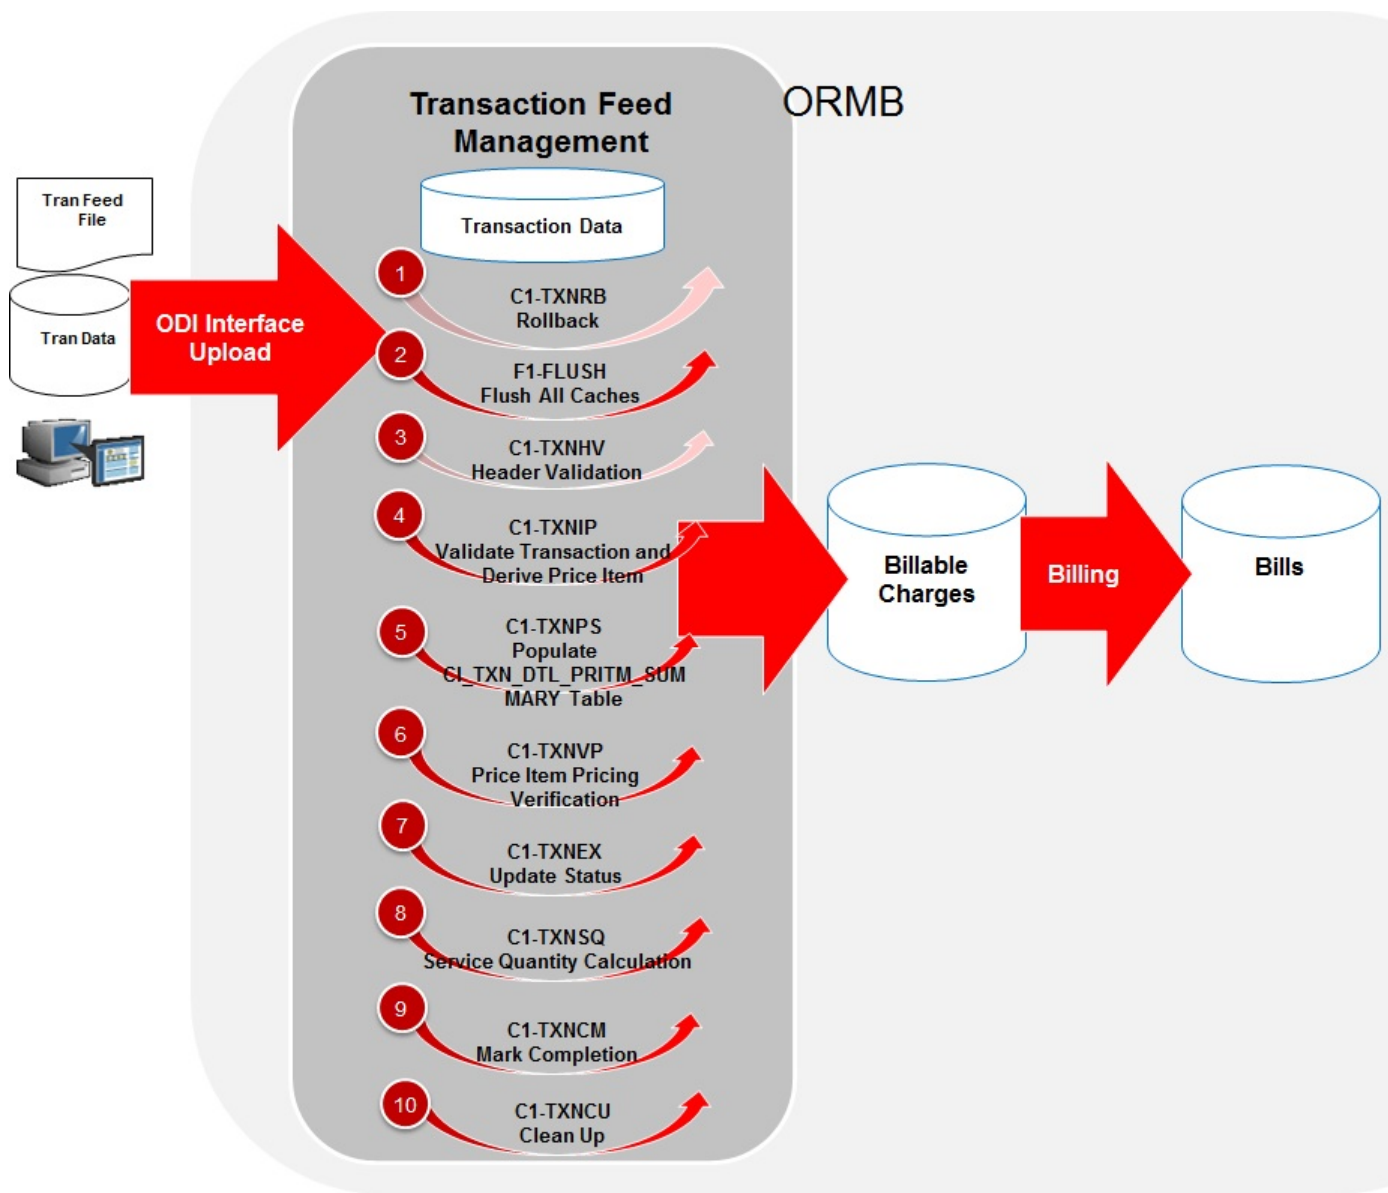 Transaction Feed
Management
ORMB
Tran Feed
File
Transaction Data
Tran Data
ODI Interface
Upload
1
C1-TXNRB
Rollback
2
F1-FLUSH
Flush All Caches
3
C1-TXNHV
Header Validation
4
C1-TXNIP
Validate Transaction and
Derive Price Item
5
C1-TXNPS
Populate
CI_TXN_DTL_PRITM_SUM
MARY Table
6
C1-TXNVP
Price Item Pricing
Verification
7
C1-TXNEX
Update Status
8
C1-TXNSQ
Service Quantity Calculation
9
C1-TXNCM
Mark Completion
10
C1-TXNCU
Clean Up
Billable
Charges
Billing
Bills